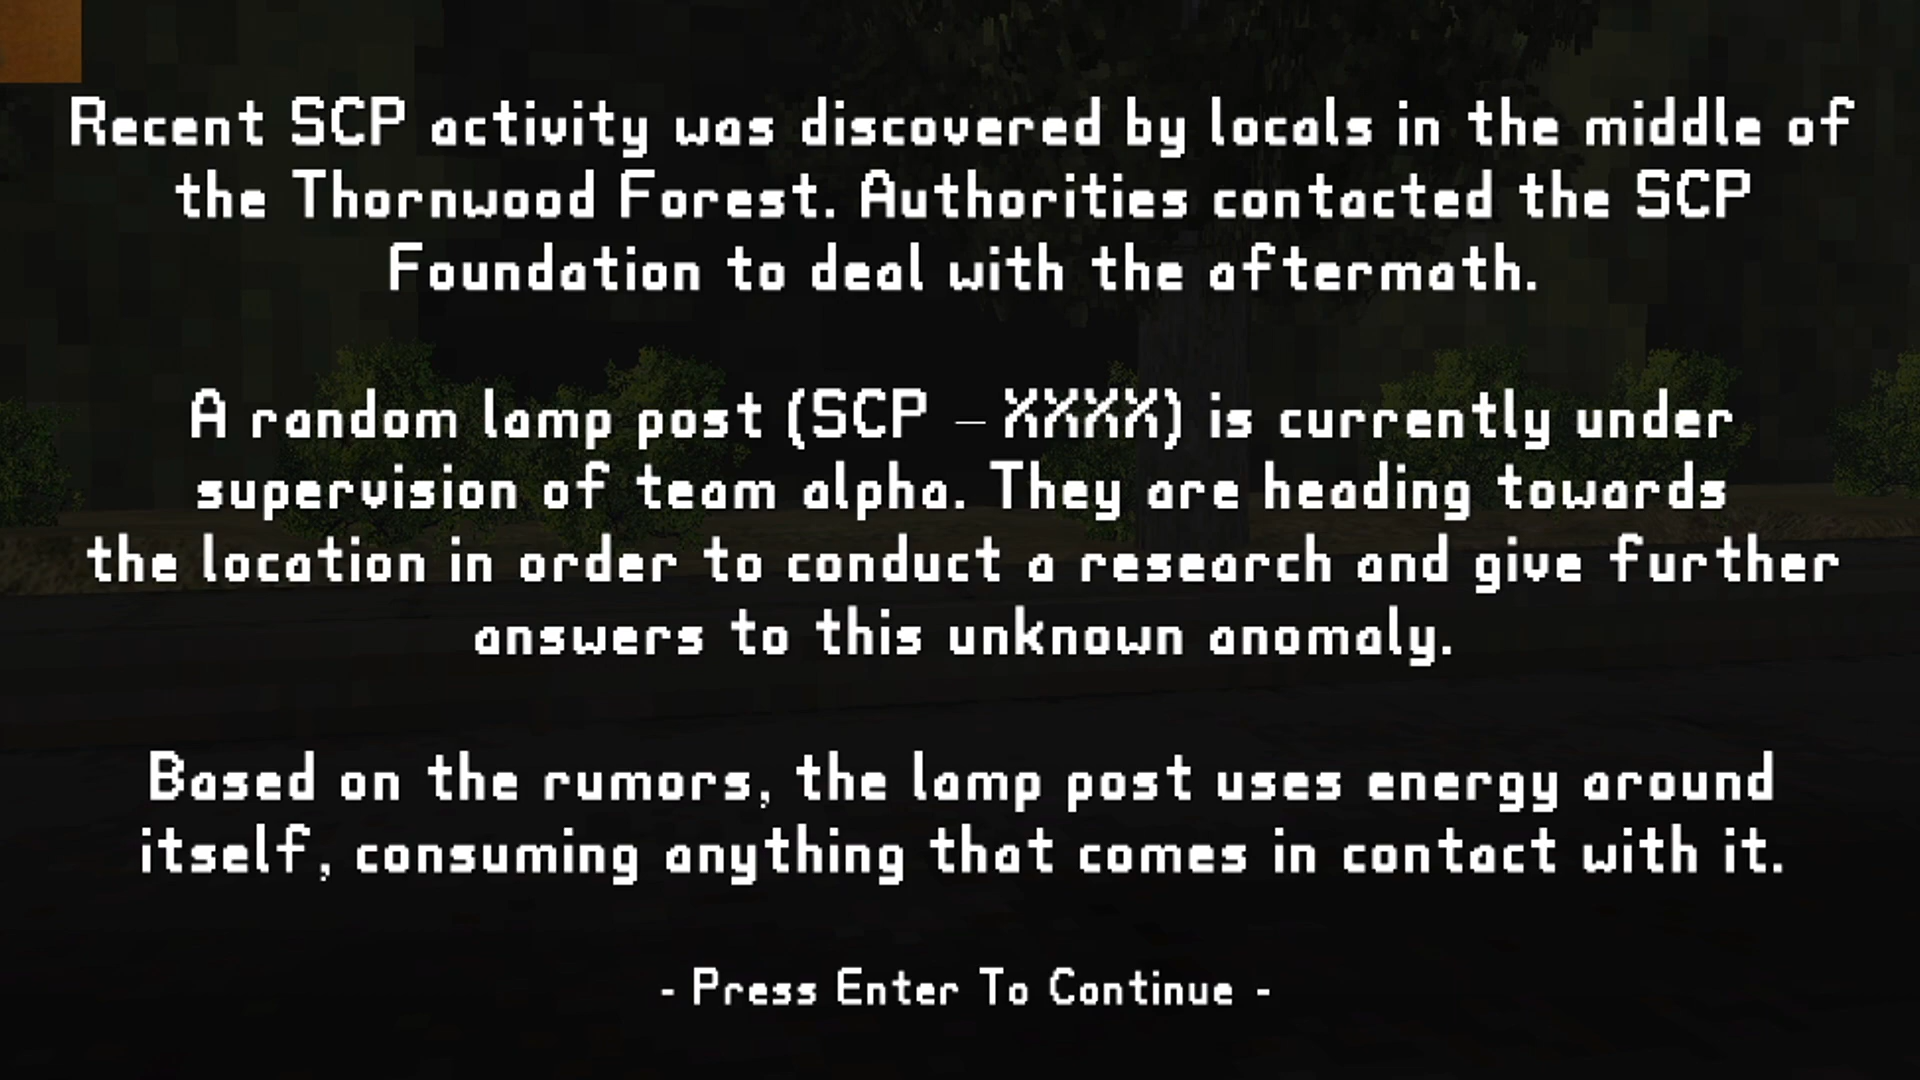 Recent SCP activity was discovered by locals in the middle of
the Thornwood Forest. Authorities contacted the SCP
Foundation to deal with the aftermath.
A random lamp post (SCP – XXXX) is currently under
supervision of team alpha. They are heading towards
the location in order to conduct a research and give further
answers to this unknown anomaly.
Based on the rumors, the lamp post uses energy around
itself, consuming anything that comes in contact with it.
- Press Enter To Continue -